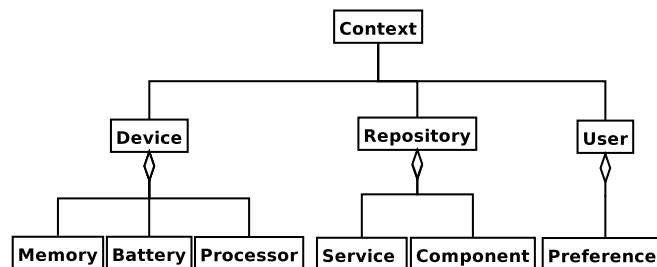 Context
Device
Repository
User
Memory
Battery
Processor
Service
Component
Preference